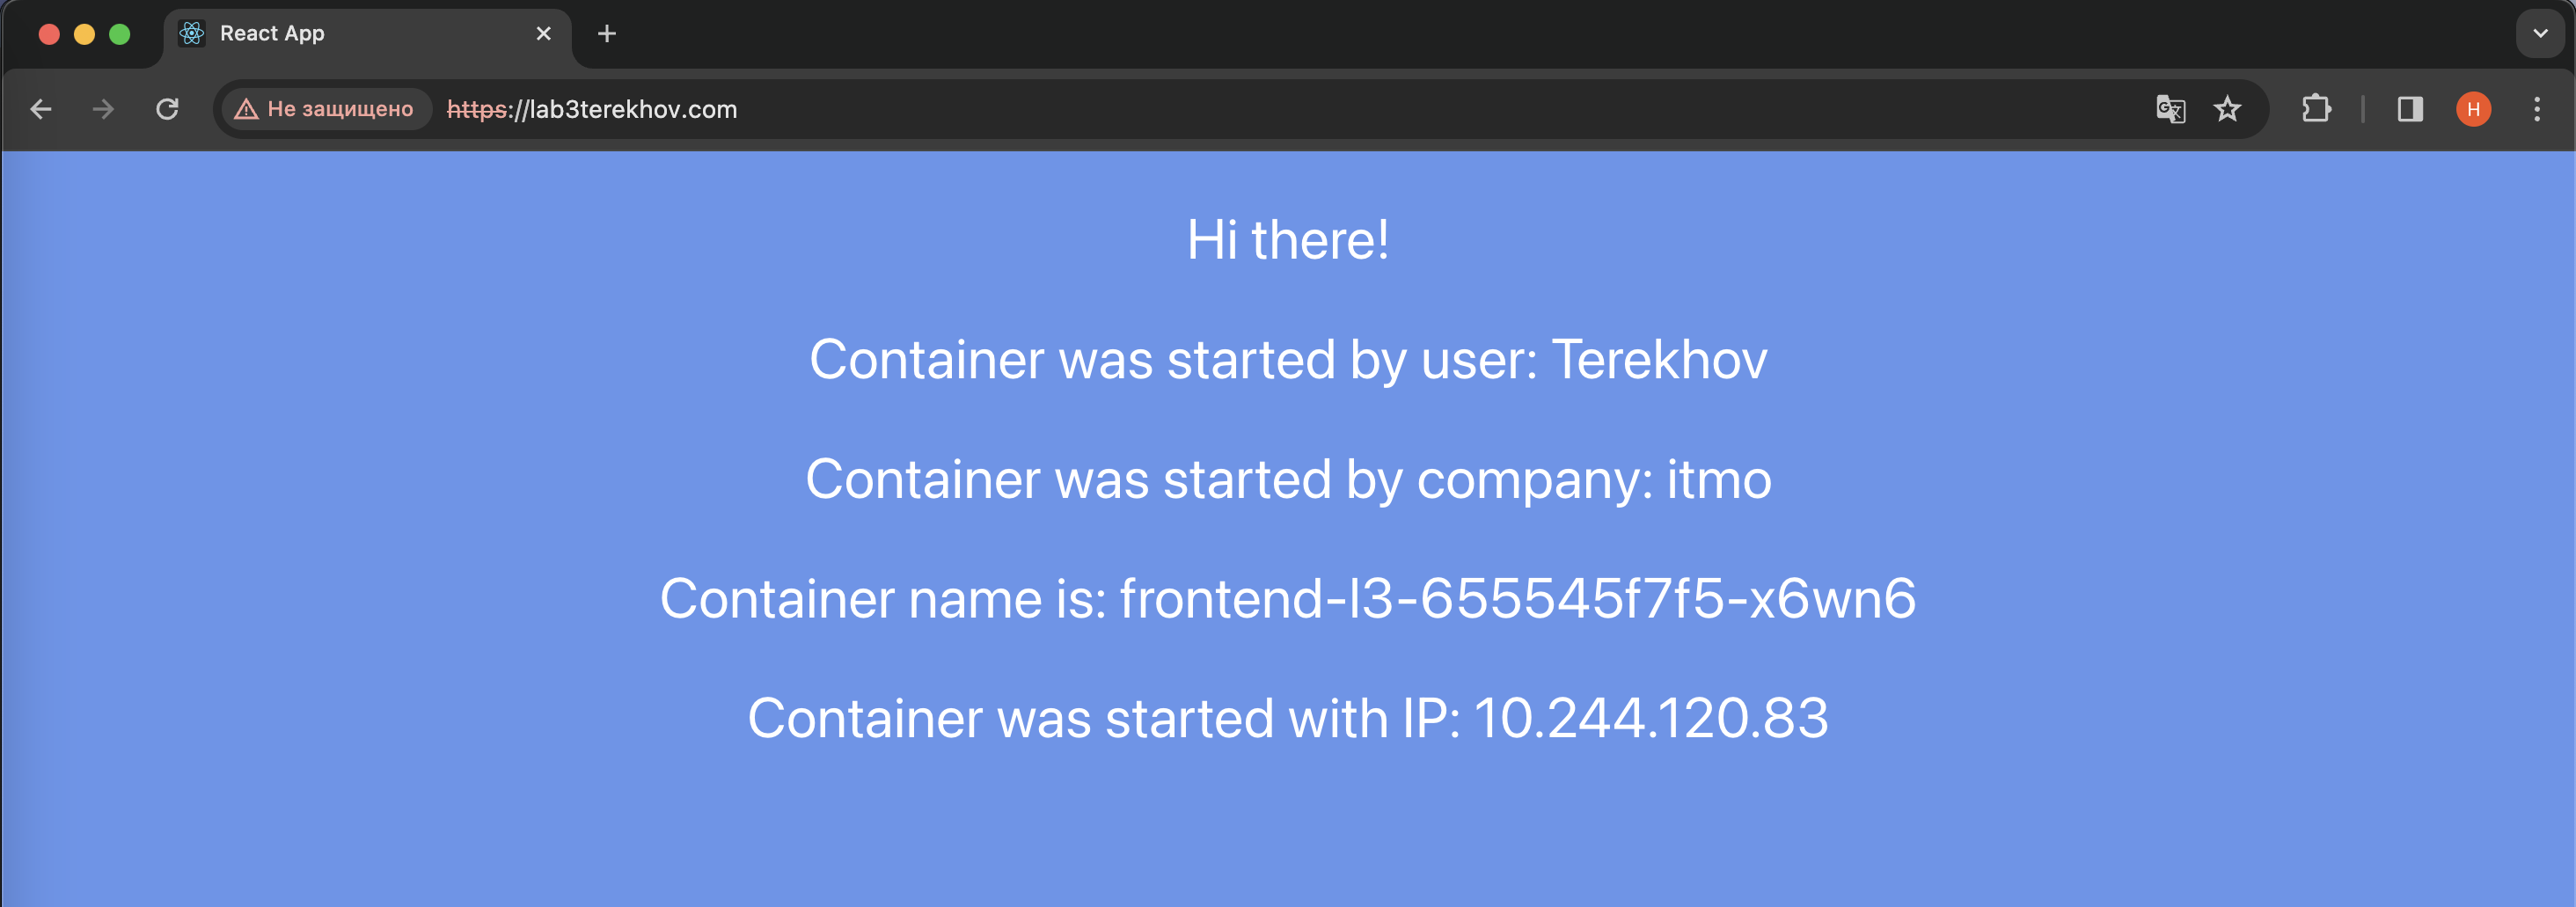 React App
Не защищено https://lab3terekhov.com
H
Hi there!
Container was started by user: Terekhov
Container was started by company: itmo
Container name is: frontend-l3-655545f7f5-x6wn6
Container was started with IP: 10.244.120.83